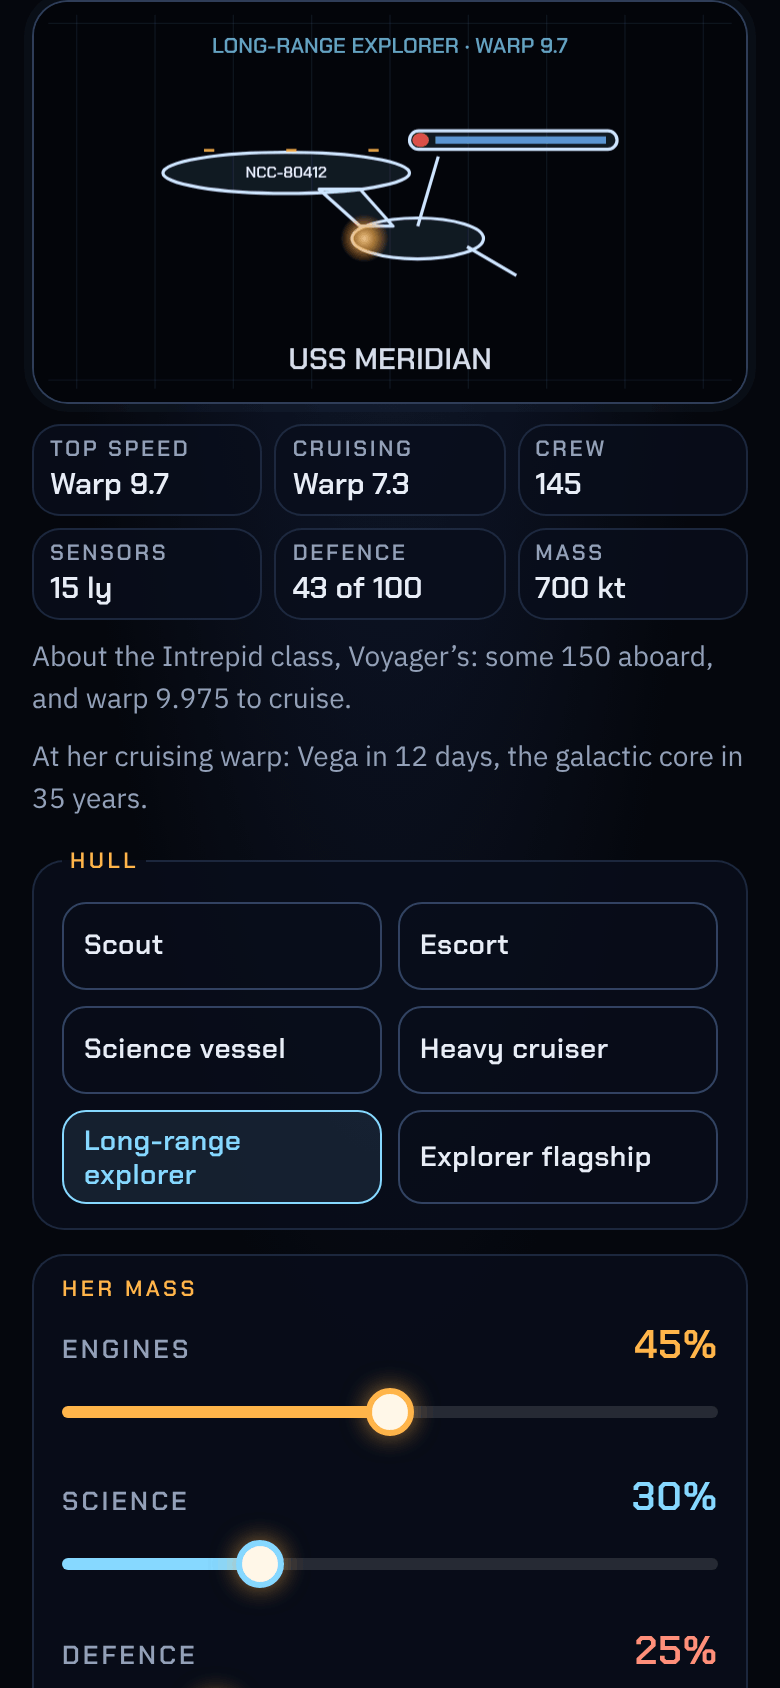 LONG-RANGE EXPLORER · WARP 9.7
NCC-80412
USS MERIDIAN
TOP SPEED
Warp 9.7
CRUISING
Warp 7.3
CREW
145
SENSORS
15 ly
DEFENCE
43 of 100
MASS
700 kt
About the Intrepid class, Voyager’s: some 150 aboard,
and warp 9.975 to cruise.
At her cruising warp: Vega in 12 days, the galactic core in
35 years.
HULL
Scout
Escort
Science vessel
Heavy cruiser
Long-range
explorer
Explorer flagship
HER MASS
ENGINES
45%
SCIENCE
30%
DEFENCE
25%